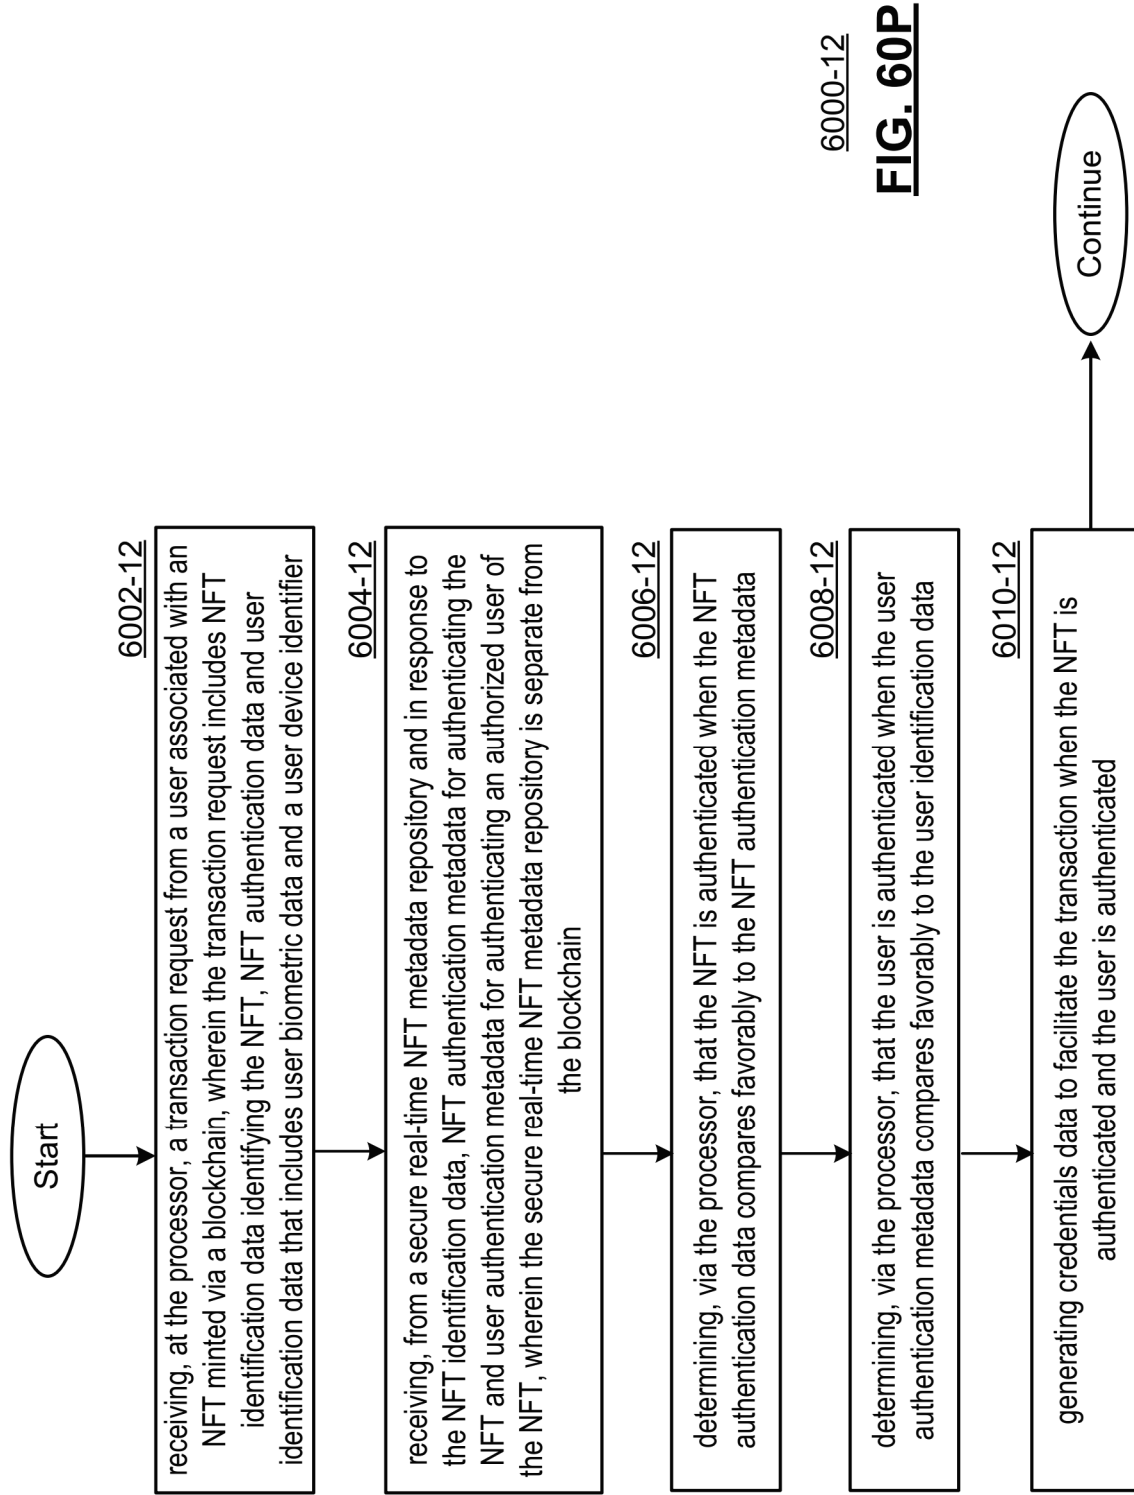 Start
6002-12
receiving, at the processor, a transaction request from a user associated with an
NFT minted via a blockchain, wherein the transaction request includes NFT
identification data identifying the NFT, NFT authentication data and user
identification data that includes user biometric data and a user device identifier
6004-12
receiving, from a secure real-time NFT metadata repository and in response to
the NFT identification data, NFT authentication metadata for authenticating the
NFT and user authentication metadata for authenticating an authorized user of
the NFT, wherein the secure real-time NFT metadata repository is separate from
the blockchain
6006-12
determining, via the processor, that the NFT is authenticated when the NFT
authentication data compares favorably to the NFT authentication metadata
6008-12
determining, via the processor, that the user is authenticated when the user
authentication metadata compares favorably to the user identification data
6010-12
generating credentials data to facilitate the transaction when the NFT is
authenticated and the user is authenticated
Continue
6000-12
FIG. 60P